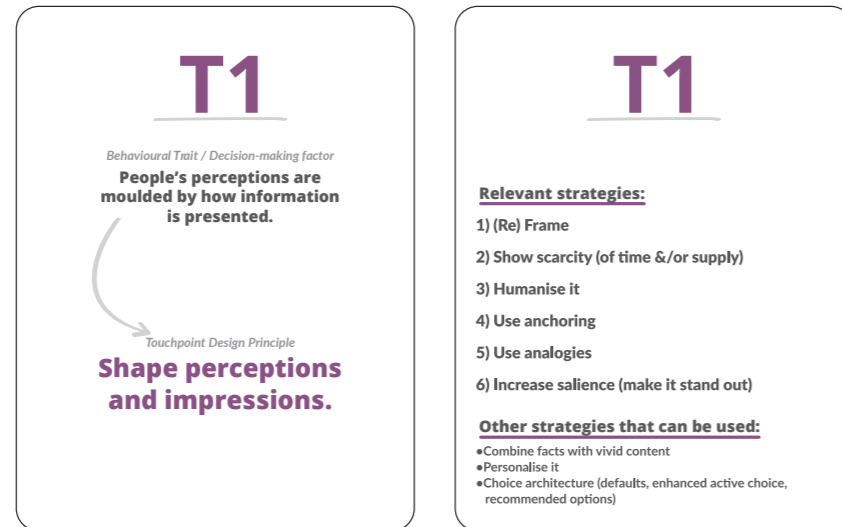 T1
Behavioural Trait / Decision-making factor
People’s perceptions are
moulded by how information
is presented.
Touchpoint Design Principle
Shape perceptions
and impressions.
T1
Relevant strategies:
1) (Re) Frame
2) Show scarcity (of time &/or supply)
3) Humanise it
4) Use anchoring
5) Use analogies
6) Increase salience (make it stand out)
Other strategies that can be used:
•Combine facts with vivid content
•Personalise it
•Choice architecture (defaults, enhanced active choice,
recommended options)